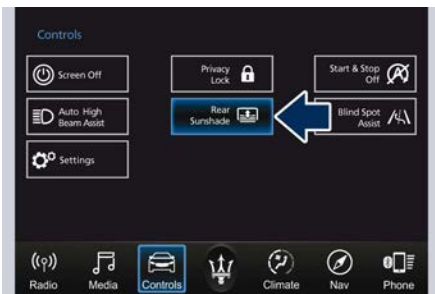 Controls
Screen Off
Privacy
Lock
Start & Stop
Off
Auto High
Beam Assist
Rear
Sunshade
Blind Spot
Assist
Settings
Radio
Media
Controls
Climate
Nav
Phone